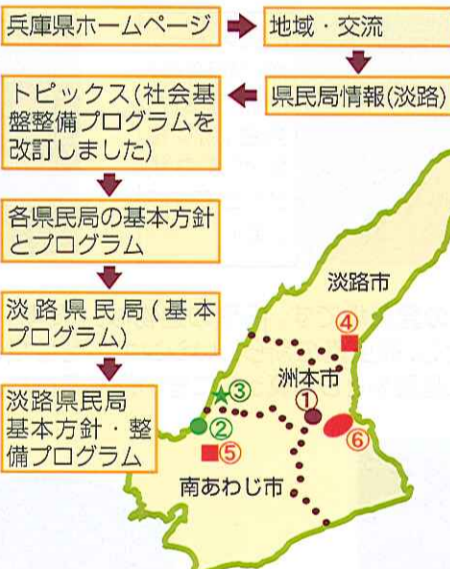 兵庫県ホームページ
地域・交流
県民局情報(淡路)
トピックス(社会基
盤整備プログラムを
改訂しました)
各県民局の基本方針
とプログラム
淡路県民局(基本
プログラム)
淡路県民局
基本方針・整
備プログラム
淡路市
④
洲本市
③
①
②
⑥
⑤
南あわじ市